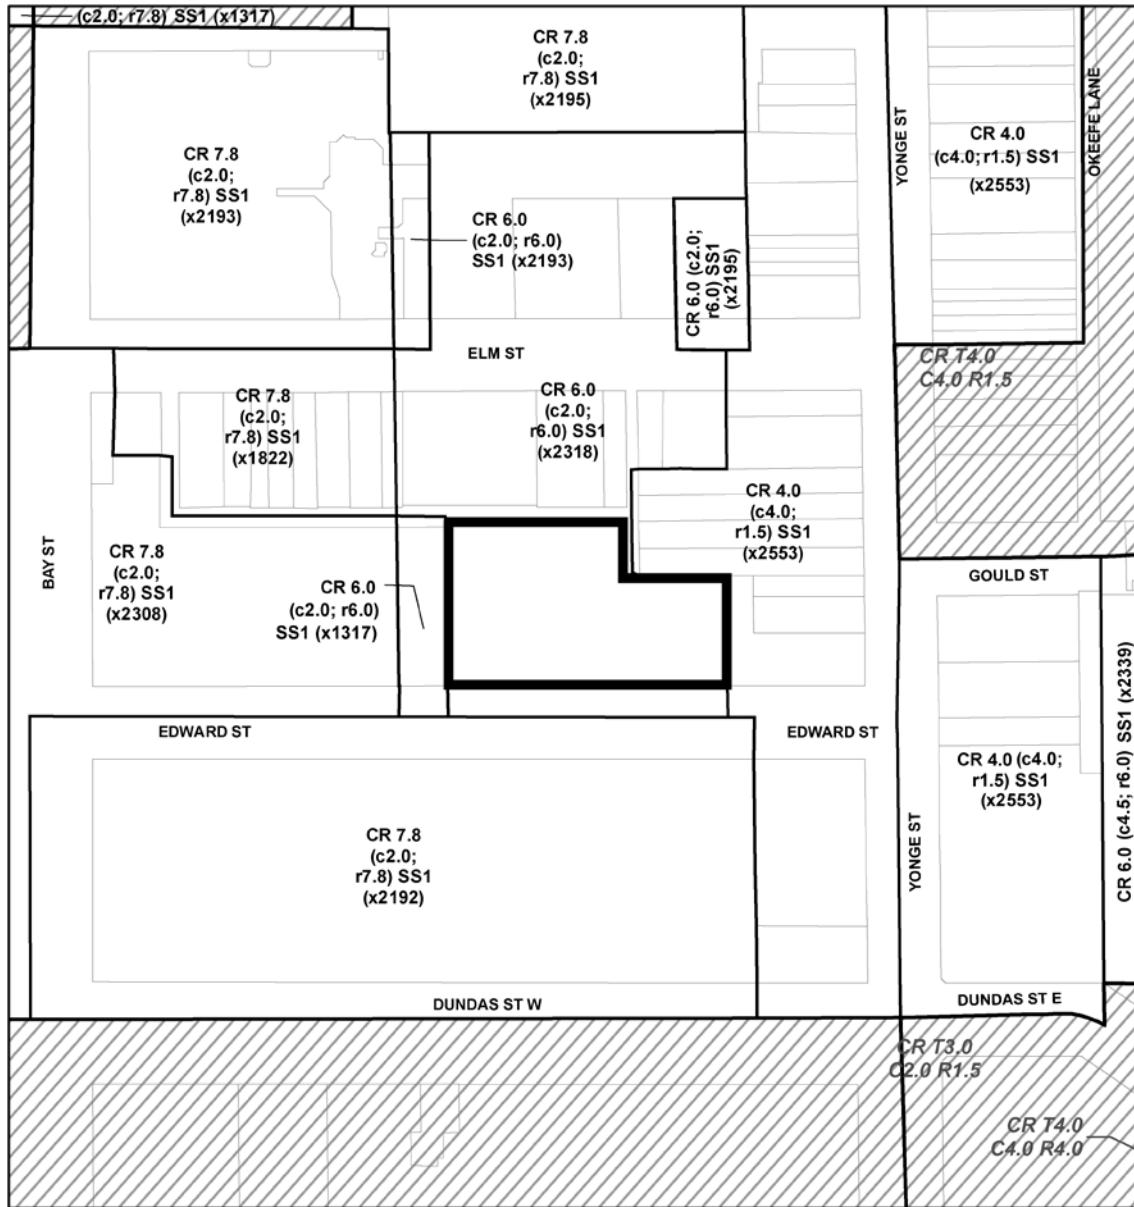 (c2.0; r7.8) SS1 (x1317)
CR 7.8
(c2.0;
r7.8) SS1
(x2195)
YONGE ST
CR 4.0
(c4.0; r1.5) SS1
(x2553)
OKEEFE LANE
CR 7.8
(c2.0;
r7.8) SS1
(x2193)
CR 6.0
(c2.0; r6.0)
SS1 (x2193)
CR 6.0 (c2.0;
r6.0) SS1
(x2195)
ELM ST
CR T4.0
C4.0 R1.5
CR 7.8
(c2.0;
r7.8) SS1
(x1822)
CR 6.0
(c2.0;
r6.0) SS1
(x2318)
CR 4.0
(c4.0;
r1.5) SS1
(x2553)
BAY ST
CR 7.8
(c2.0;
r7.8) SS1
(x2308)
CR 6.0
(c2.0; r6.0)
SS1 (x1317)
GOULD ST
EDWARD ST
EDWARD ST
CR 4.0 (c4.0;
r1.5) SS1
(x2553)
CR 6.0 (c4.5; r6.0) SS1 (x2339)
YONGE ST
CR 7.8
(c2.0;
r7.8) SS1
(x2192)
DUNDAS ST W
DUNDAS ST E
CR T3.0
C2.0 R1.5
CR T4.0
C4.0 R4.0